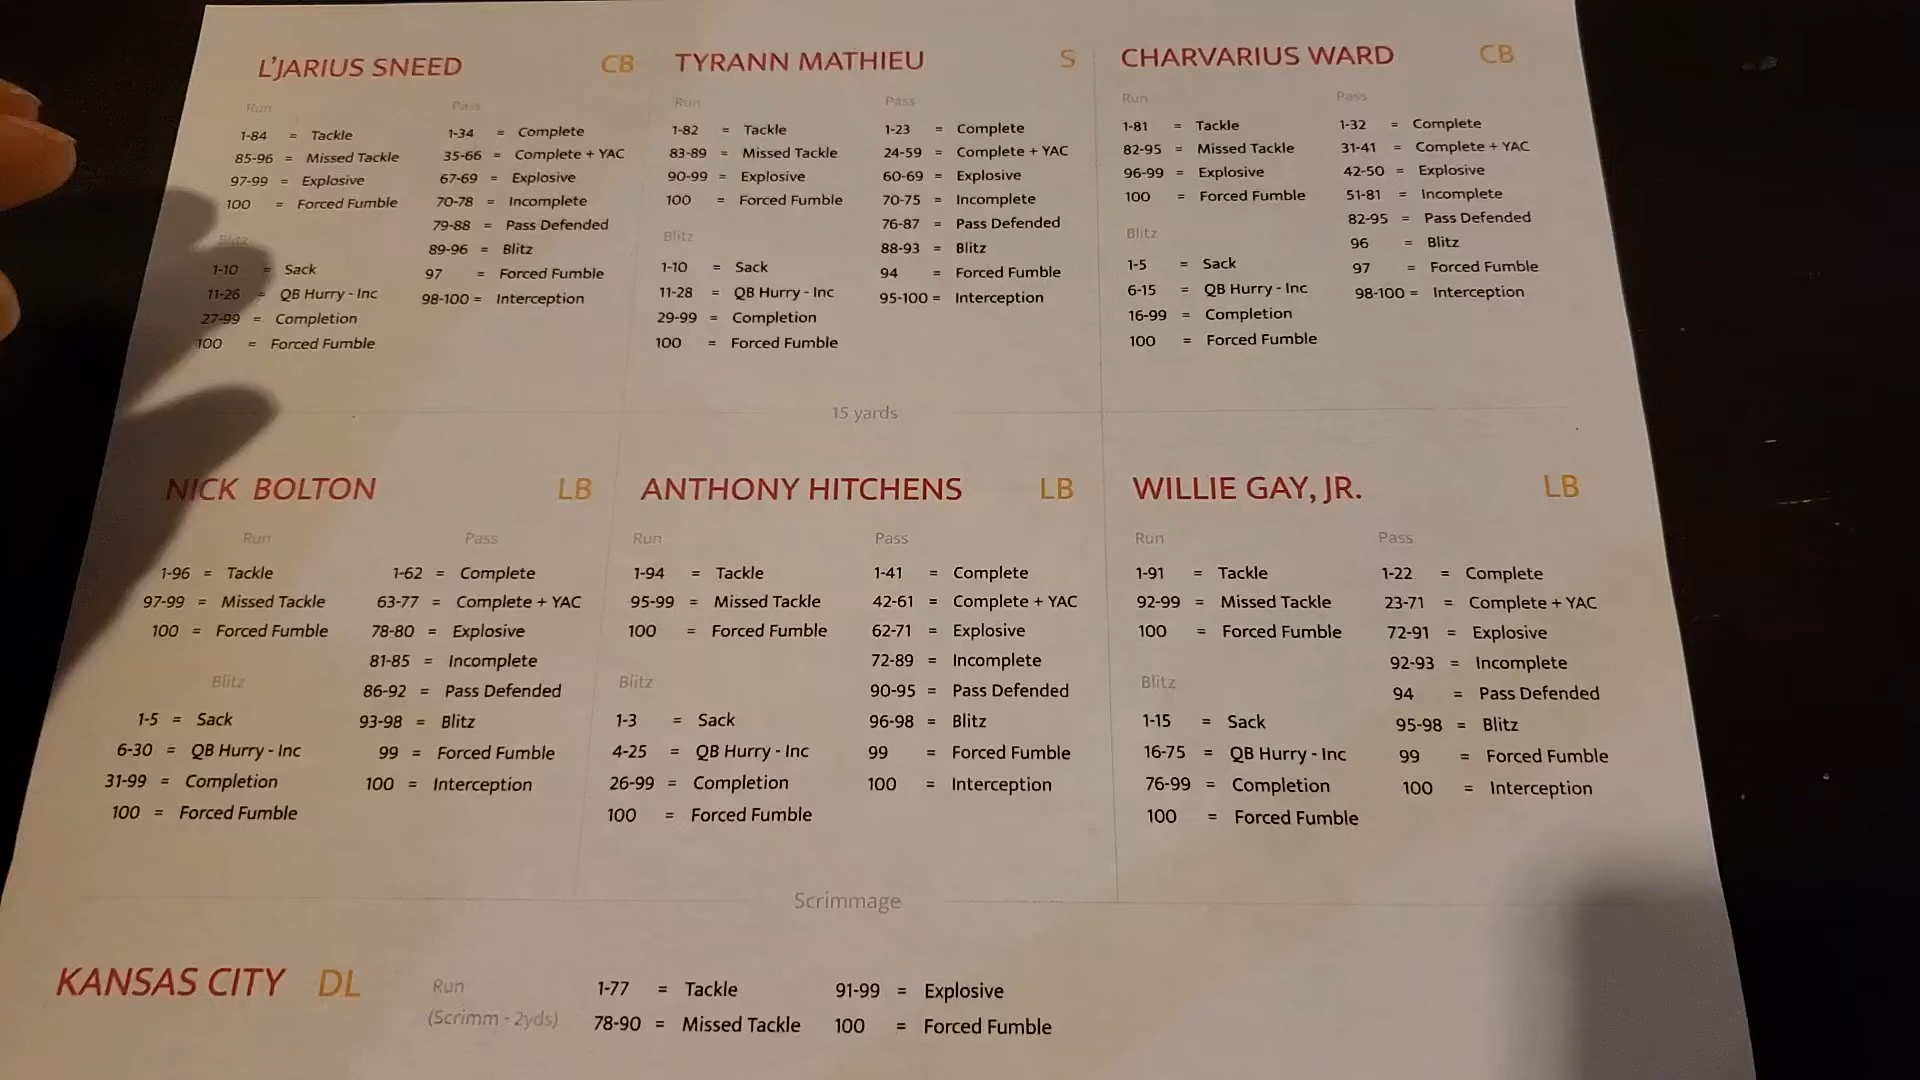 L'JARIUS SNEED CB
Run
1-84 = Tackle
85-96 = Missed Tackle
97-99 = Explosive
100 = Forced Fumble
Blitz
1-10 = Sack
11-26 = QB Hurry - Inc
27-99 = Completion
100 = Forced Fumble
Pass
1-34 = Complete
35-66 = Complete + YAC
67-69 = Explosive
70-78 = Incomplete
79-88 = Pass Defended
89-96 = Blitz
97 = Forced Fumble
98-100 = Interception
TYRANN MATHIEU S
Run
1-82 = Tackle
83-89 = Missed Tackle
90-99 = Explosive
100 = Forced Fumble
Blitz
1-10 = Sack
11-28 = QB Hurry - Inc
29-99 = Completion
100 = Forced Fumble
Pass
1-23 = Complete
24-59 = Complete + YAC
60-69 = Explosive
70-75 = Incomplete
76-87 = Pass Defended
88-93 = Blitz
94 = Forced Fumble
95-100 = Interception
CHARVARIUS WARD CB
Run
1-81 = Tackle
82-95 = Missed Tackle
96-99 = Explosive
100 = Forced Fumble
Blitz
1-5 = Sack
6-15 = QB Hurry - Inc
16-99 = Completion
100 = Forced Fumble
Pass
1-32 = Complete
31-41 = Complete + YAC
42-50 = Explosive
51-81 = Incomplete
82-95 = Pass Defended
96 = Blitz
97 = Forced Fumble
98-100 = Interception
15 yards
NICK BOLTON LB
Run
1-96 = Tackle
97-99 = Missed Tackle
100 = Forced Fumble
Blitz
1-5 = Sack
6-30 = QB Hurry - Inc
31-99 = Completion
100 = Forced Fumble
Pass
1-62 = Complete
63-77 = Complete + YAC
78-80 = Explosive
81-85 = Incomplete
86-92 = Pass Defended
93-98 = Blitz
99 = Forced Fumble
100 = Interception
ANTHONY HITCHENS LB
Run
1-94 = Tackle
95-99 = Missed Tackle
100 = Forced Fumble
Blitz
1-3 = Sack
4-25 = QB Hurry - Inc
26-99 = Completion
100 = Forced Fumble
Pass
1-41 = Complete
42-61 = Complete + YAC
62-71 = Explosive
72-89 = Incomplete
90-95 = Pass Defended
96-98 = Blitz
99 = Forced Fumble
100 = Interception
WILLIE GAY, JR. LB
Run
1-91 = Tackle
92-99 = Missed Tackle
100 = Forced Fumble
Blitz
1-15 = Sack
16-75 = QB Hurry - Inc
76-99 = Completion
100 = Forced Fumble
Pass
1-22 = Complete
23-71 = Complete + YAC
72-91 = Explosive
92-93 = Incomplete
94 = Pass Defended
95-98 = Blitz
99 = Forced Fumble
100 = Interception
Scrimmage
KANSAS CITY DL
Run
(Scrimm - 2yds)
1-77 = Tackle
78-90 = Missed Tackle
91-99 = Explosive
100 = Forced Fumble